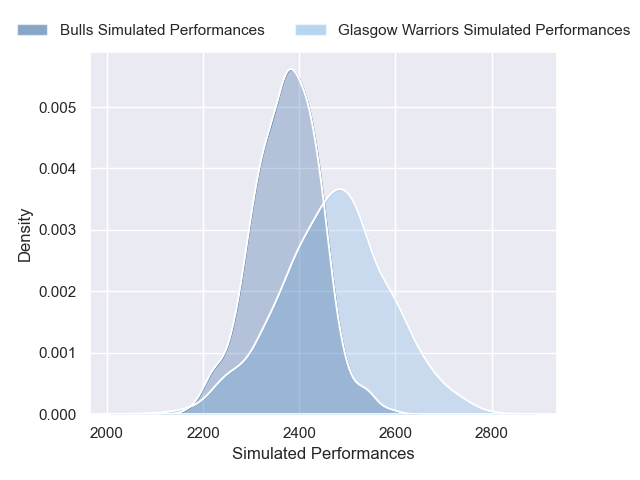 Bulls Simulated Performances
Glasgow Warriors Simulated Performances
0.005
0.004
0.003
0.002
0.001
0.000
Density
2000 2200 2400 2600 2800
Simulated Performances